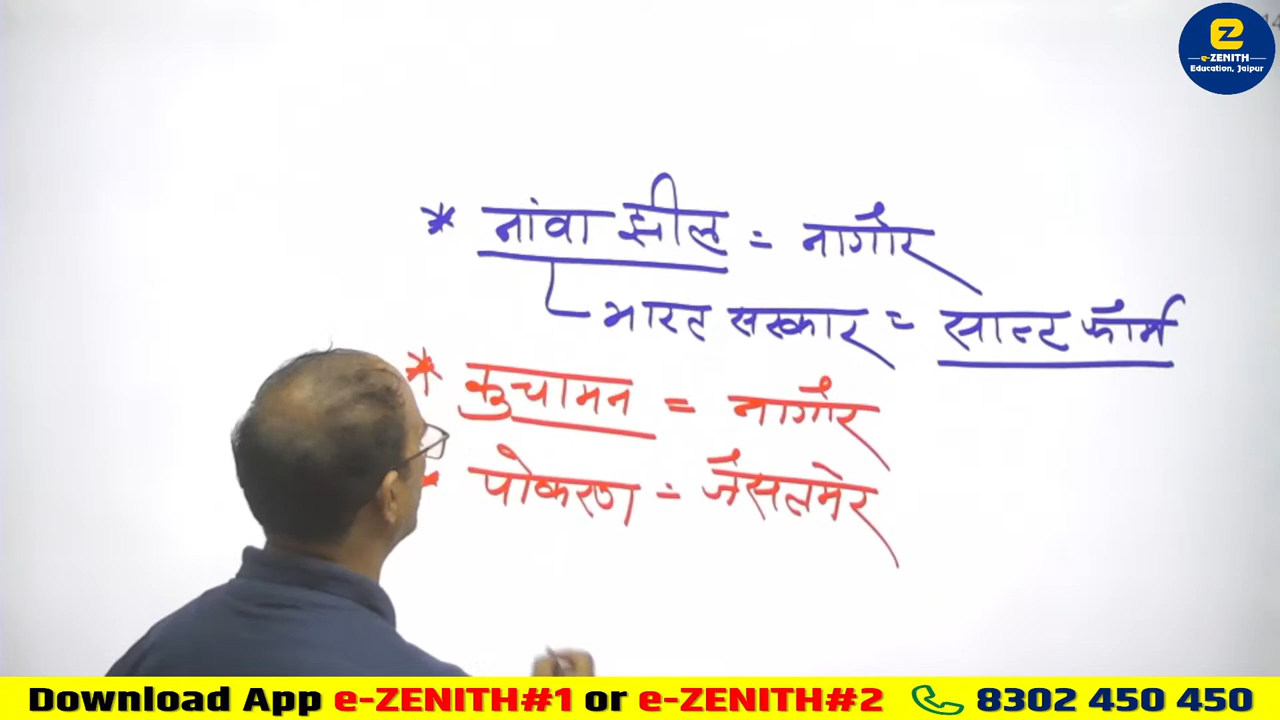 e-ZENITH
Education, Jaipur
* नांवा झील = नागौर
भारत सरकार = साल्ट फॉर्म
* कुचामन = नागौर
पोकरण = जैसलमेर
Download App e-ZENITH#1 or e-ZENITH#2 8302 450 450